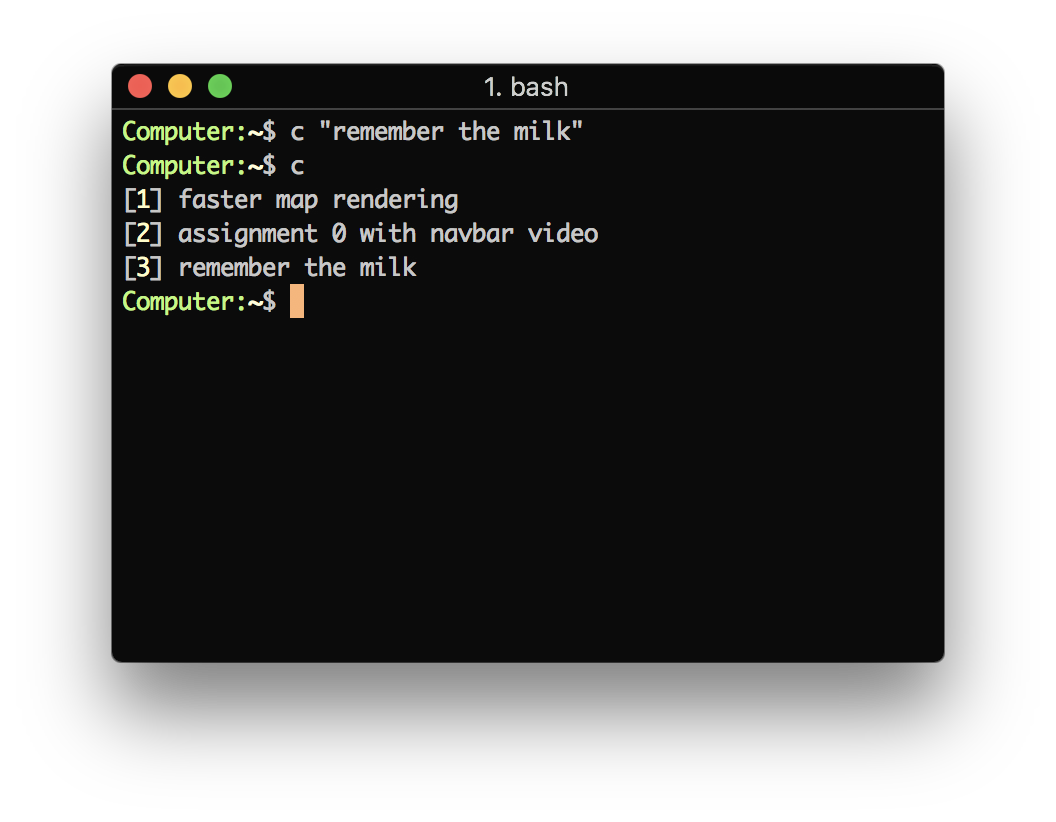 1. bash
Computer:~$ c "remember the milk"
Computer:~$ c
[1] faster map rendering
[2] assignment 0 with navbar video
[3] remember the milk
Computer:~$